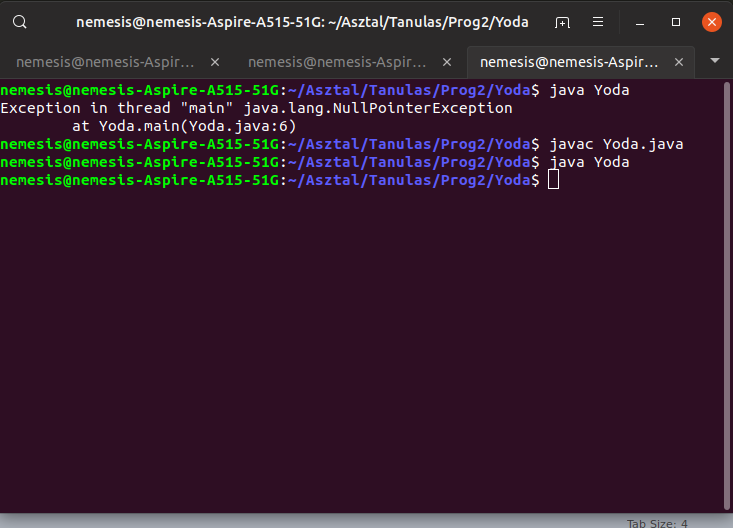 nemesis@nemesis-Aspire-A515-51G: ~/Asztal/Tanulas/Prog2/Yoda
nemesis@nemesis-Aspir… × nemesis@nemesis-Aspir… × nemesis@nemesis-Aspir… ×
nemesis@nemesis-Aspire-A515-51G:~/Asztal/Tanulas/Prog2/Yoda$ java Yoda
Exception in thread "main" java.lang.NullPointerException
        at Yoda.main(Yoda.java:6)
nemesis@nemesis-Aspire-A515-51G:~/Asztal/Tanulas/Prog2/Yoda$ javac Yoda.java
nemesis@nemesis-Aspire-A515-51G:~/Asztal/Tanulas/Prog2/Yoda$ java Yoda
nemesis@nemesis-Aspire-A515-51G:~/Asztal/Tanulas/Prog2/Yoda$
Tab Size: 4